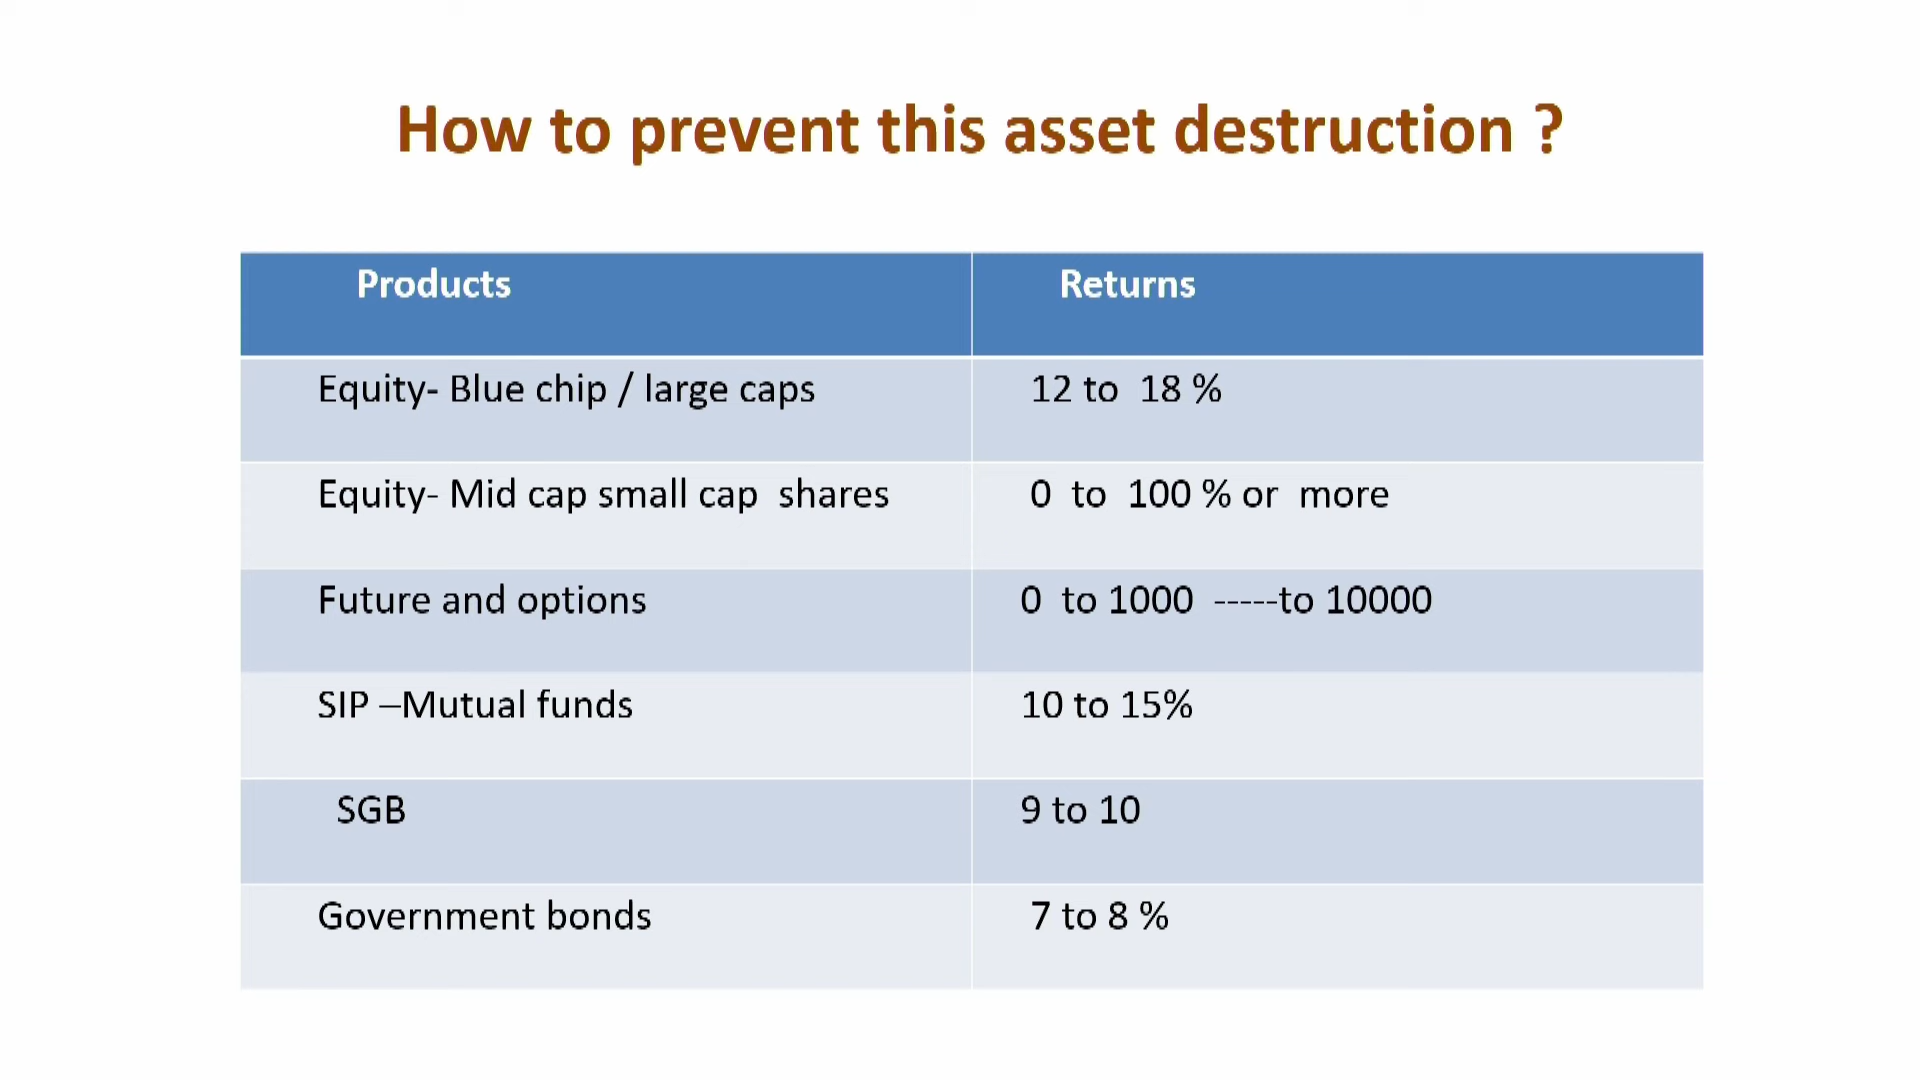 How to prevent this asset destruction ?
Products Returns
Equity- Blue chip / large caps 12 to 18 %
Equity- Mid cap small cap shares 0 to 100 % or more
Future and options 0 to 1000 -----to 10000
SIP –Mutual funds 10 to 15%
SGB 9 to 10
Government bonds 7 to 8 %